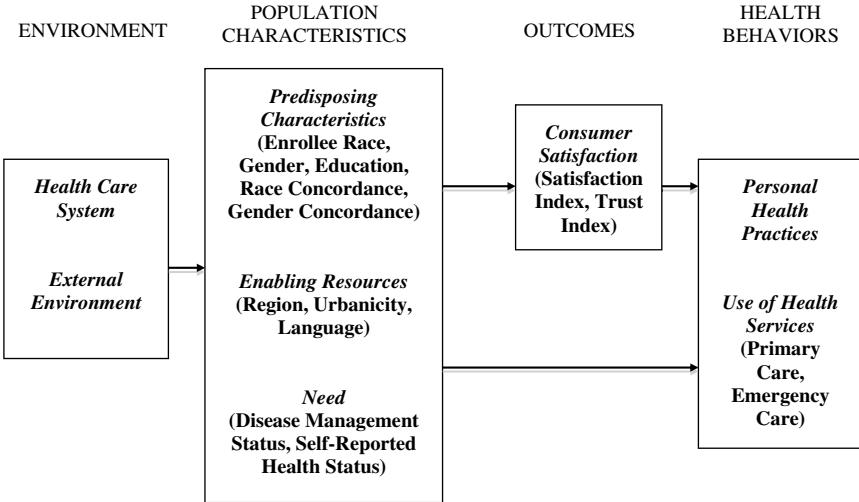 ENVIRONMENT
POPULATION
CHARACTERISTICS
OUTCOMES
HEALTH
BEHAVIORS
Health Care
System
External
Environment
Predisposing
Characteristics
(Enrollee Race,
Gender, Education,
Race Concordance,
Gender Concordance)
Enabling Resources
(Region, Urbanicity,
Language)
Need
(Disease Management
Status, Self-Reported
Health Status)
Consumer
Satisfaction
(Satisfaction
Index, Trust
Index)
Personal
Health
Practices
Use of Health
Services
(Primary
Care,
Emergency
Care)